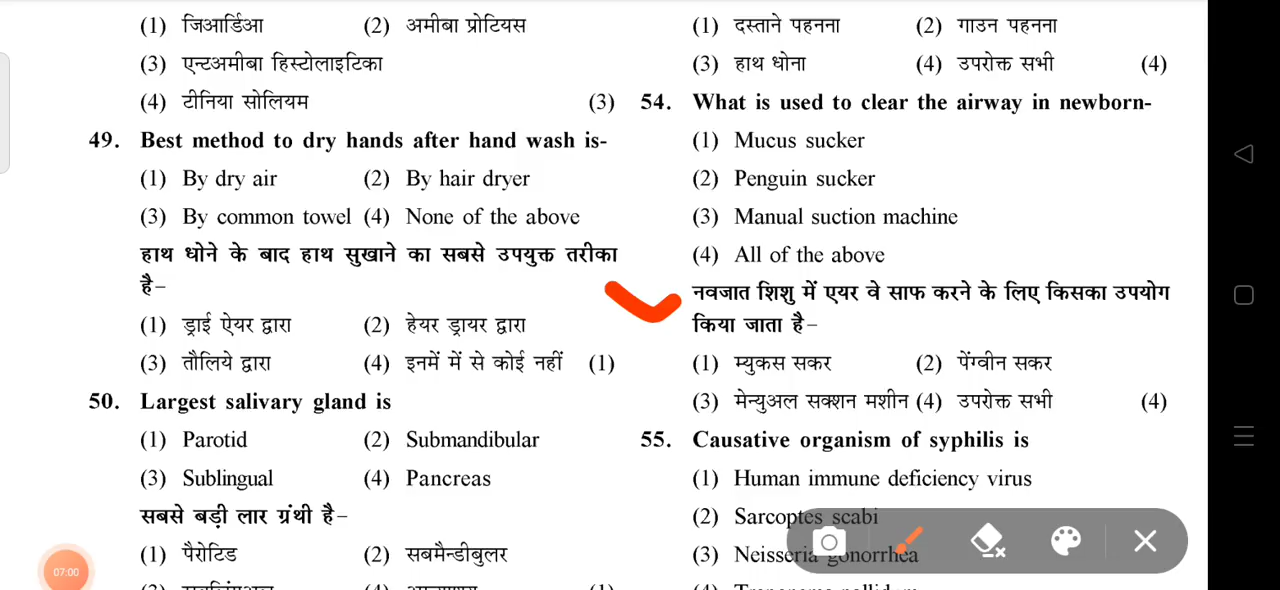 (1) जिआर्डिआ (2) अमीबा प्रोटियस
(3) एन्टअमीबा हिस्टोलाइटिका
(4) टीनिया सोलियम (3)
49. Best method to dry hands after hand wash is-
(1) By dry air (2) By hair dryer
(3) By common towel (4) None of the above
हाथ धोने के बाद हाथ सुखाने का सबसे उपयुक्त तरीका
है–
(1) ड्राई ऐयर द्वारा (2) हेयर ड्रायर द्वारा
(3) तौलिये द्वारा (4) इनमें में से कोई नहीं (1)
50. Largest salivary gland is
(1) Parotid (2) Submandibular
(3) Sublingual (4) Pancreas
सबसे बड़ी लार ग्रंथी है–
(1) पैरोटिड (2) सबमैन्डीबुलर
(1) दस्ताने पहनना (2) गाउन पहनना
(3) हाथ धोना (4) उपरोक्त सभी (4)
54. What is used to clear the airway in newborn-
(1) Mucus sucker
(2) Penguin sucker
(3) Manual suction machine
(4) All of the above
नवजात शिशु में एयर वे साफ करने के लिए किसका उपयोग
किया जाता है–
(1) म्युकस सकर (2) पेंग्वीन सकर
(3) मेन्युअल सक्शन मशीन (4) उपरोक्त सभी (4)
55. Causative organism of syphilis is
(1) Human immune deficiency virus
(2) Sarcoptes scabi
(3) Neisseria gonorrhea
07:00